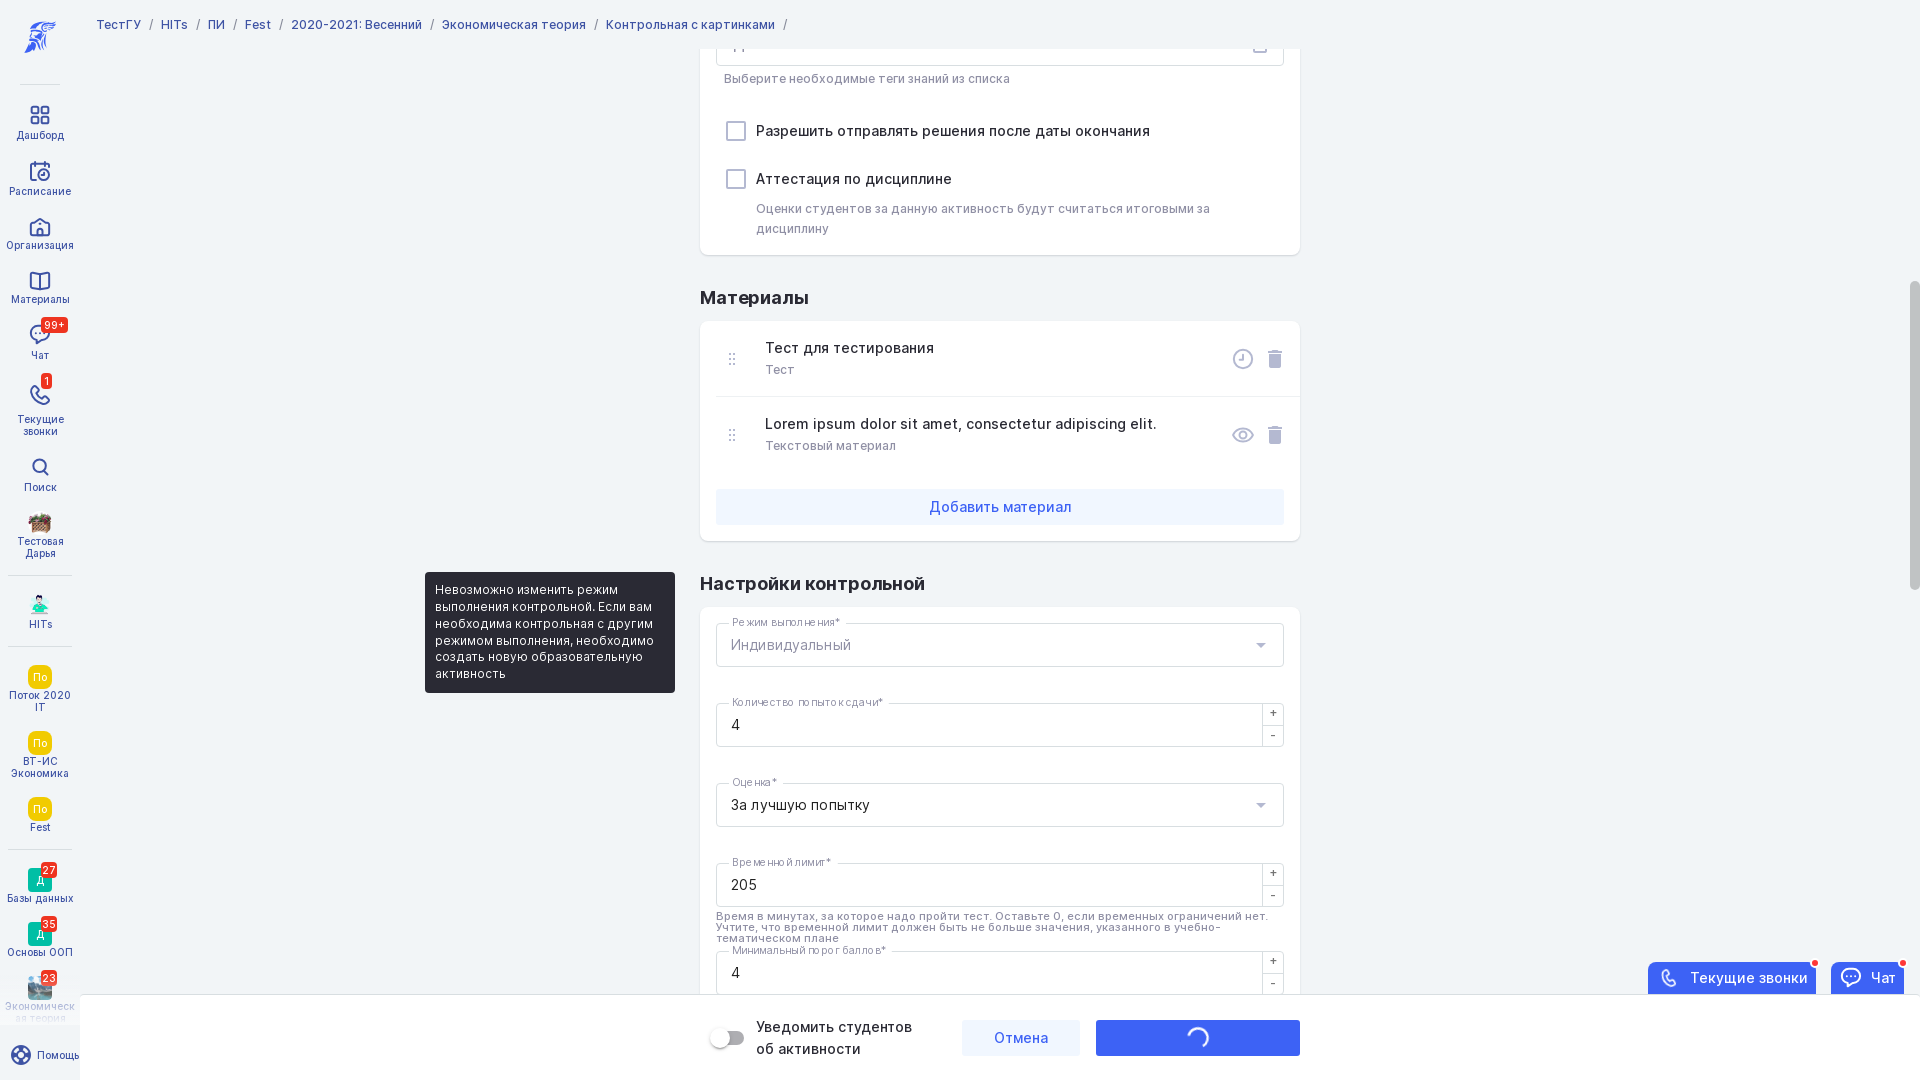 ТестГУ / HITs / ПИ / Fest / 2020-2021: Весенний / Экономическая теория / Контрольная с картинками /
Дашборд
Расписание
Организация
Материалы
99+
Чат
1
Текущие
звонки
Поиск
Тестовая
Дарья
HITs
По
Поток 2020
IT
По
ВТ-ИС
Экономика
По
Fest
27
Д
Базы данных
35
Д
Основы ООП
23
Экономическ
ая теория
Помощь
Выберите необходимые теги знаний из списка
Разрешить отправлять решения после даты окончания
Аттестация по дисциплине
Оценки студентов за данную активность будут считаться итоговыми за
дисциплину
Материалы
Тест для тестирования
Тест
Lorem ipsum dolor sit amet, consectetur adipiscing elit.
Текстовый материал
Добавить материал
Невозможно изменить режим
выполнения контрольной. Если вам
необходима контрольная с другим
режимом выполнения, необходимо
создать новую образовательную
активность
Настройки контрольной
Режим выполнения*
Индивидуальный
Количество попыток сдачи*
4
+
-
Оценка*
За лучшую попытку
Временной лимит*
205
+
-
Время в минутах, за которое надо пройти тест. Оставьте 0, если временных ограничений нет.
Учтите, что временной лимит должен быть не больше значения, указанного в учебно-
тематическом плане
Минимальный порог баллов*
4
+
-
Текущие звонки
Чат
Уведомить студентов
об активности
Отмена